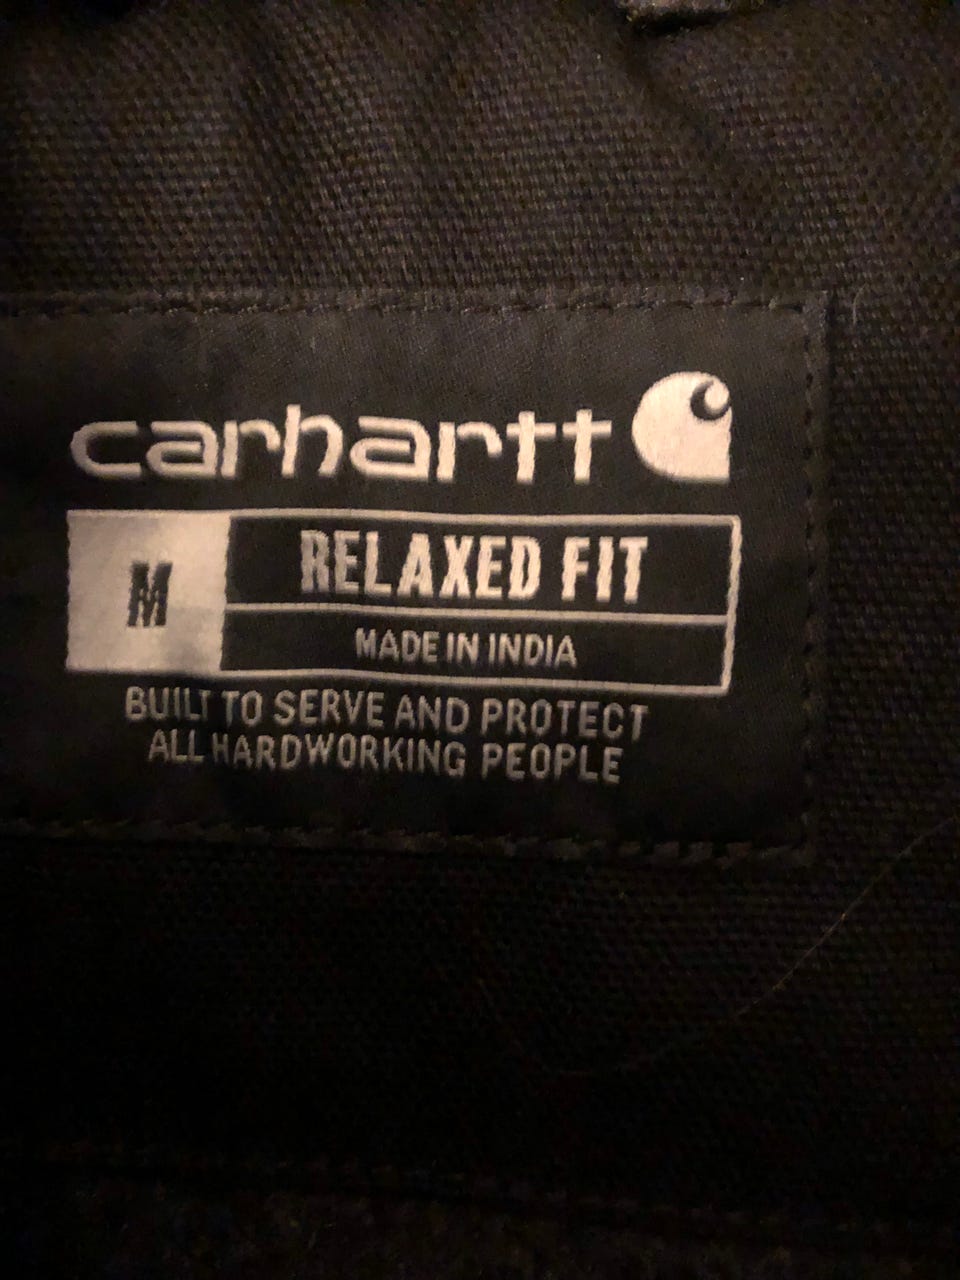 carhartt
M
RELAXED FIT
MADE IN INDIA
BUILT TO SERVE AND PROTECT
ALL HARDWORKING PEOPLE